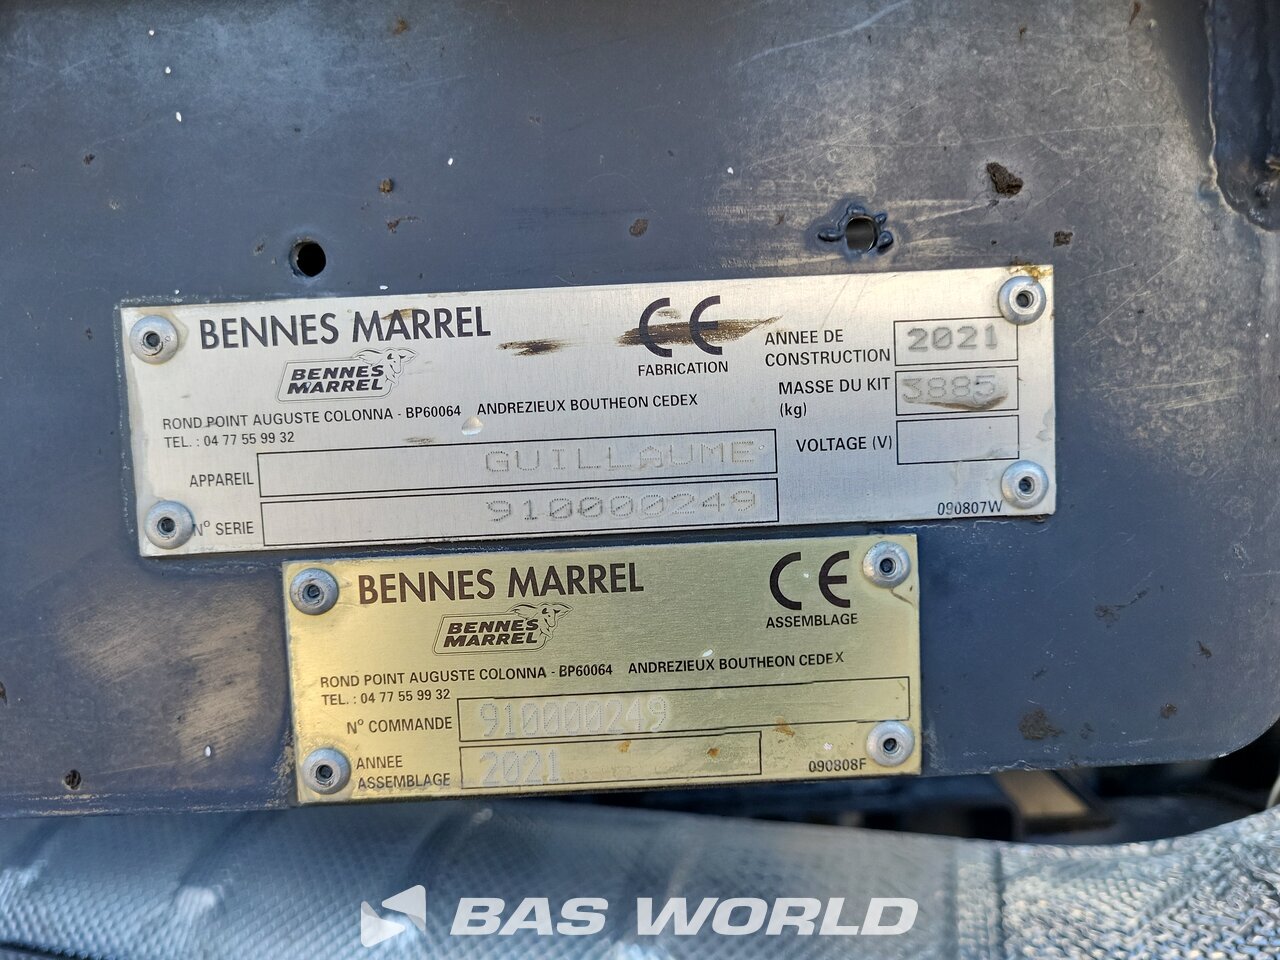 BENNES MARREL
BENNES
MARREL
CE
FABRICATION
ANNEE DE
CONSTRUCTION
2021
MASSE DU KIT
(kg)
3885
VOLTAGE (V)
ROND POINT AUGUSTE COLONNA - BP60064 ANDREZIEUX BOUTHEON CEDEX
TEL. : 04 77 55 99 32
APPAREIL GUILLAUME
N° SERIE 910000249
090807W
BENNES MARREL
BENNES
MARREL
CE
ASSEMBLAGE
ROND POINT AUGUSTE COLONNA - BP60064 ANDREZIEUX BOUTHEON CEDEX
TEL. : 04 77 55 99 32
N° COMMANDE 910000249
ANNEE
ASSEMBLAGE 2021
090808F
BAS WORLD